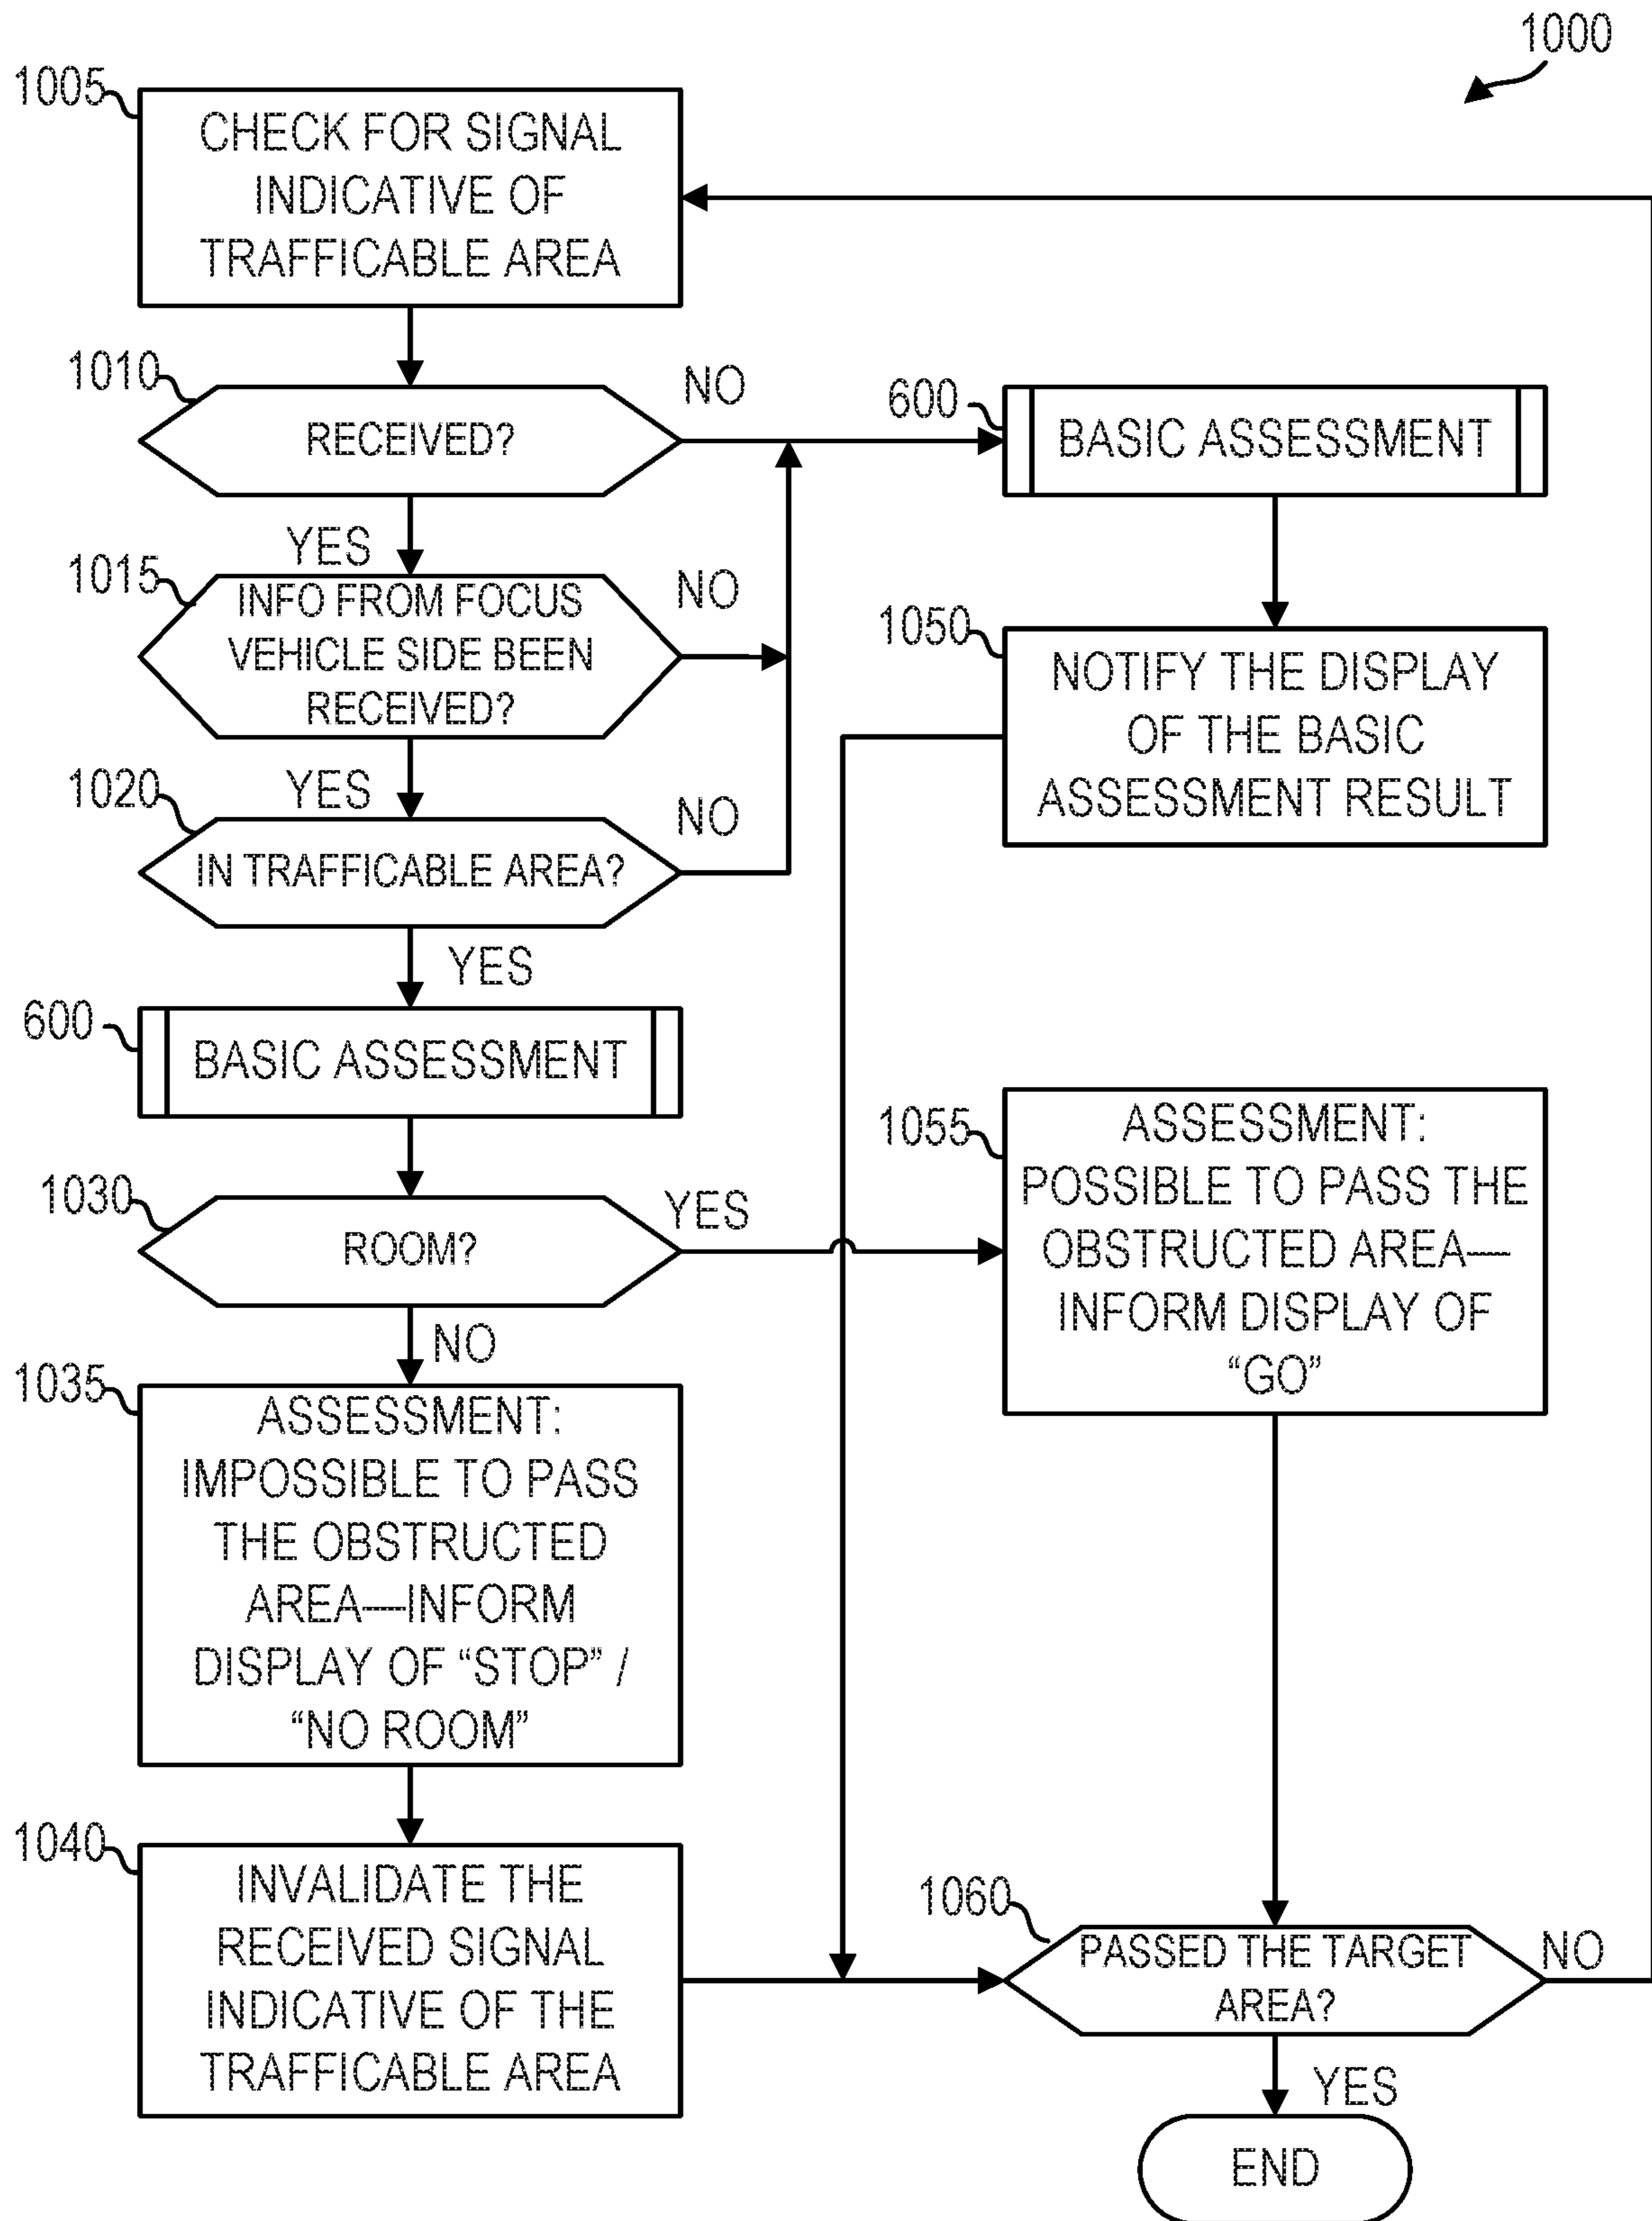 1000
1005
CHECK FOR SIGNAL
INDICATIVE OF
TRAFFICABLE AREA
1010
RECEIVED?
NO
YES
600
BASIC ASSESSMENT
1015
INFO FROM FOCUS
VEHICLE SIDE BEEN
RECEIVED?
NO
YES
1050
NOTIFY THE DISPLAY
OF THE BASIC
ASSESSMENT RESULT
1020
IN TRAFFICABLE AREA?
NO
YES
600
BASIC ASSESSMENT
1030
ROOM?
YES
NO
1055
ASSESSMENT:
POSSIBLE TO PASS THE
OBSTRUCTED AREA—
INFORM DISPLAY OF
“GO”
1035
ASSESSMENT:
IMPOSSIBLE TO PASS
THE OBSTRUCTED
AREA—INFORM
DISPLAY OF “STOP” /
“NO ROOM”
1040
INVALIDATE THE
RECEIVED SIGNAL
INDICATIVE OF THE
TRAFFICABLE AREA
1060
PASSED THE TARGET
AREA?
NO
YES
END